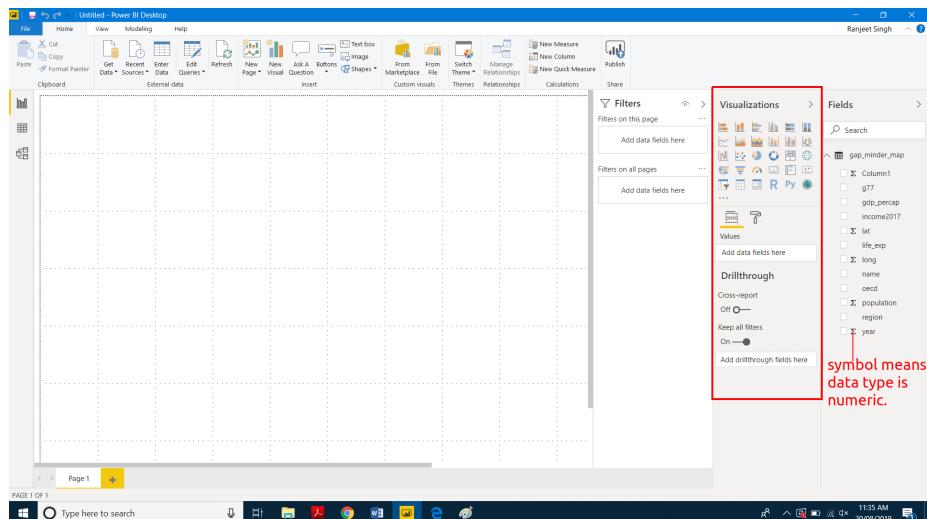 Untitled - Power BI Desktop
File Home View Modeling Help Ranjeet Singh
Paste
Cut
Copy
Format Painter
Clipboard
Get Data
Recent Sources
Enter Data
Edit Queries
Refresh
External data
New Page
New Visual
Ask A Question
Buttons
Text box
Image
Shapes
Insert
From Marketplace
From File
Custom visuals
Switch Theme
Themes
Manage Relationships
Relationships
New Measure
New Column
New Quick Measure
Calculations
Publish
Share
Filters
Filters on this page
Add data fields here
Filters on all pages
Add data fields here
Visualizations
R Py
Values
Add data fields here
Drillthrough
Cross-report
Off
Keep all filters
On
Add drillthrough fields here
Fields
Search
gap_minder_map
Σ Column1
g77
gdp_percap
income2017
Σ lat
life_exp
Σ long
name
oecd
Σ population
region
Σ year
symbol means
data type is
numeric.
Page 1
PAGE 1 OF 1
Type here to search
11:35 AM
20/08/2019